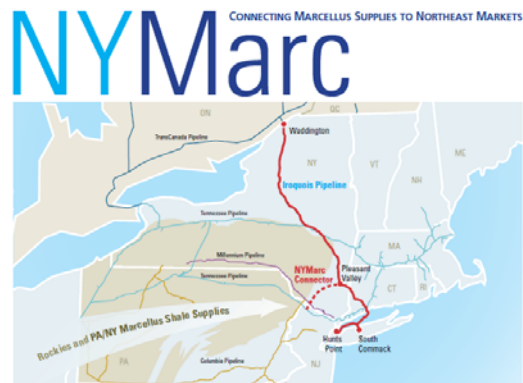 NYMarc
CONNECTING MARCELLUS SUPPLIES TO NORTHEAST MARKETS
ON
QC
TransCanada Pipeline
Waddington
ME
NY
VT
Iroquois Pipeline
NH
Tennessee Pipeline
MA
Millennium Pipeline
NYMarc
Connector
Pleasant
Valley
Tennessee Pipeline
CT
RI
Rockies and PA/NY Marcellus Shale Supplies
Hunts
Point
South
Commack
PA
Columbia Pipeline
NJ